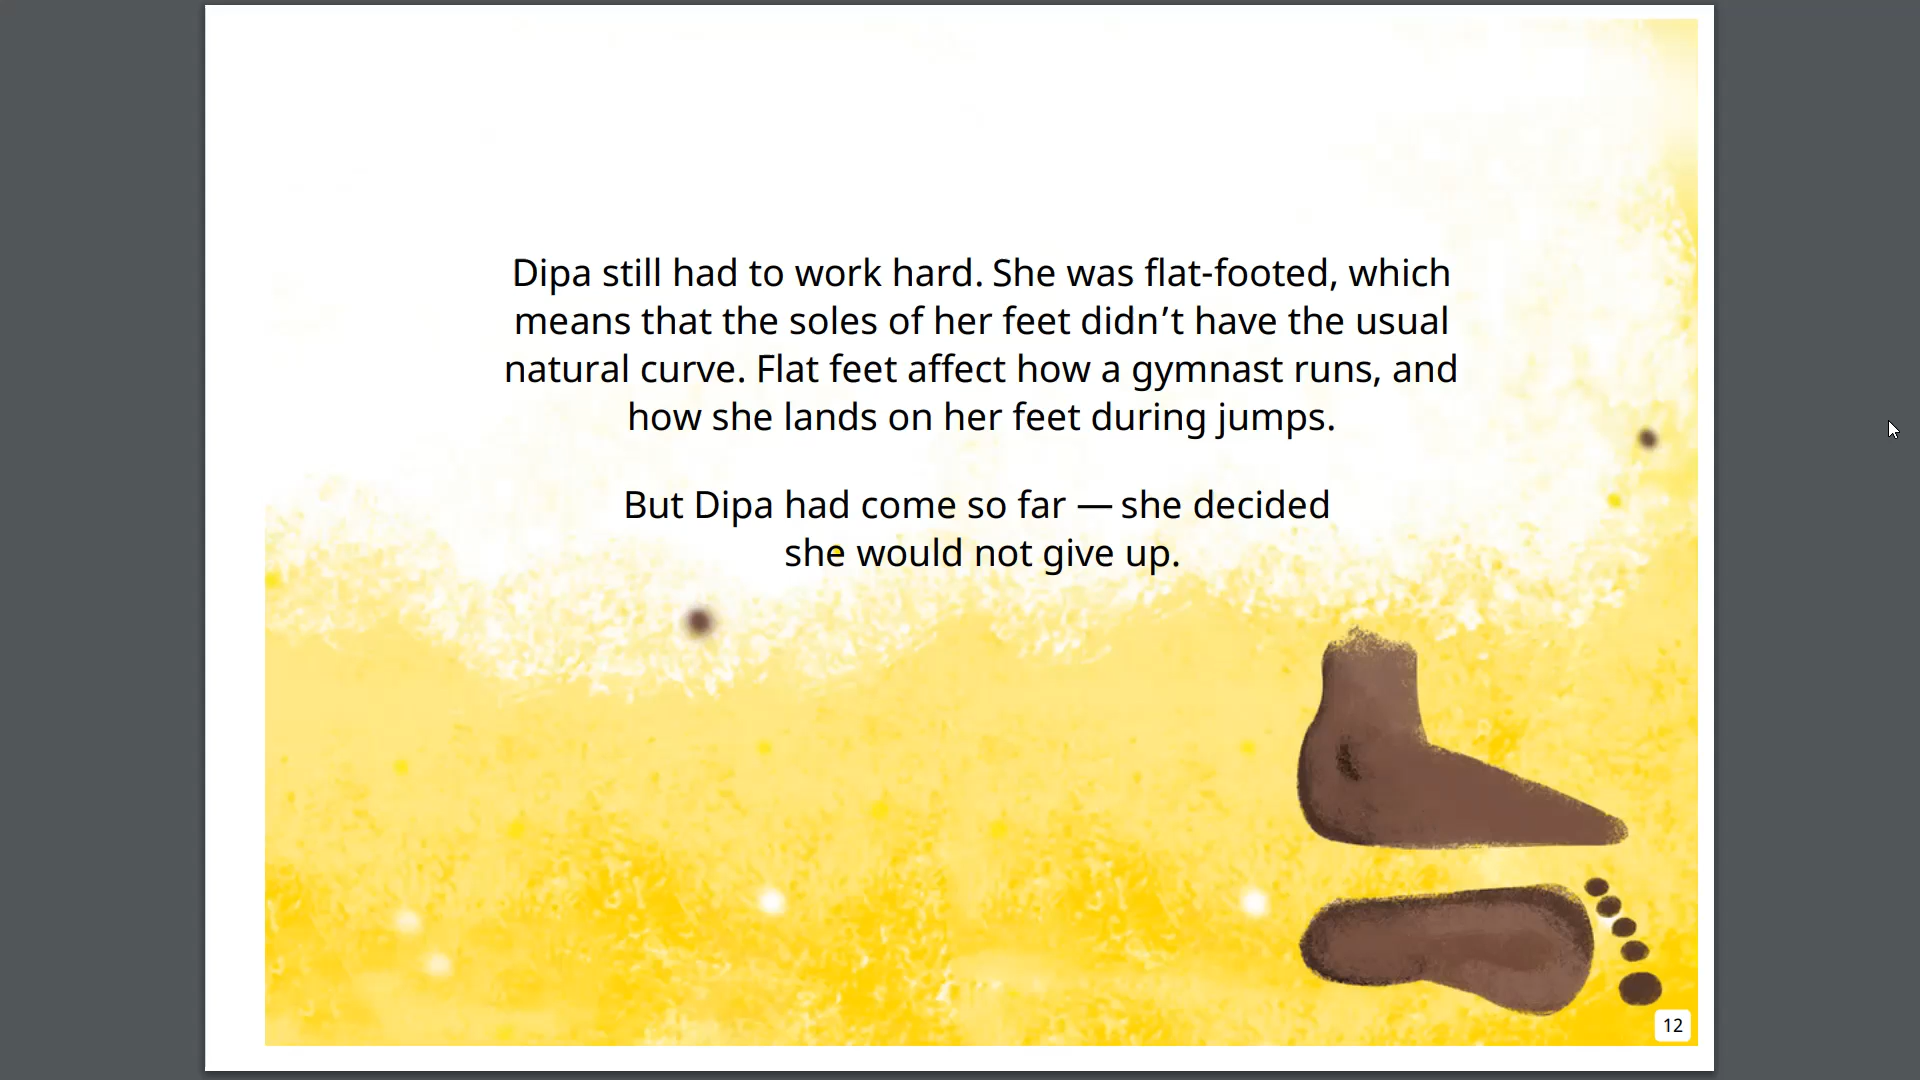 Dipa still had to work hard. She was flat-footed, which
means that the soles of her feet didn’t have the usual
natural curve. Flat feet affect how a gymnast runs, and
how she lands on her feet during jumps.
But Dipa had come so far — she decided
she would not give up.
12